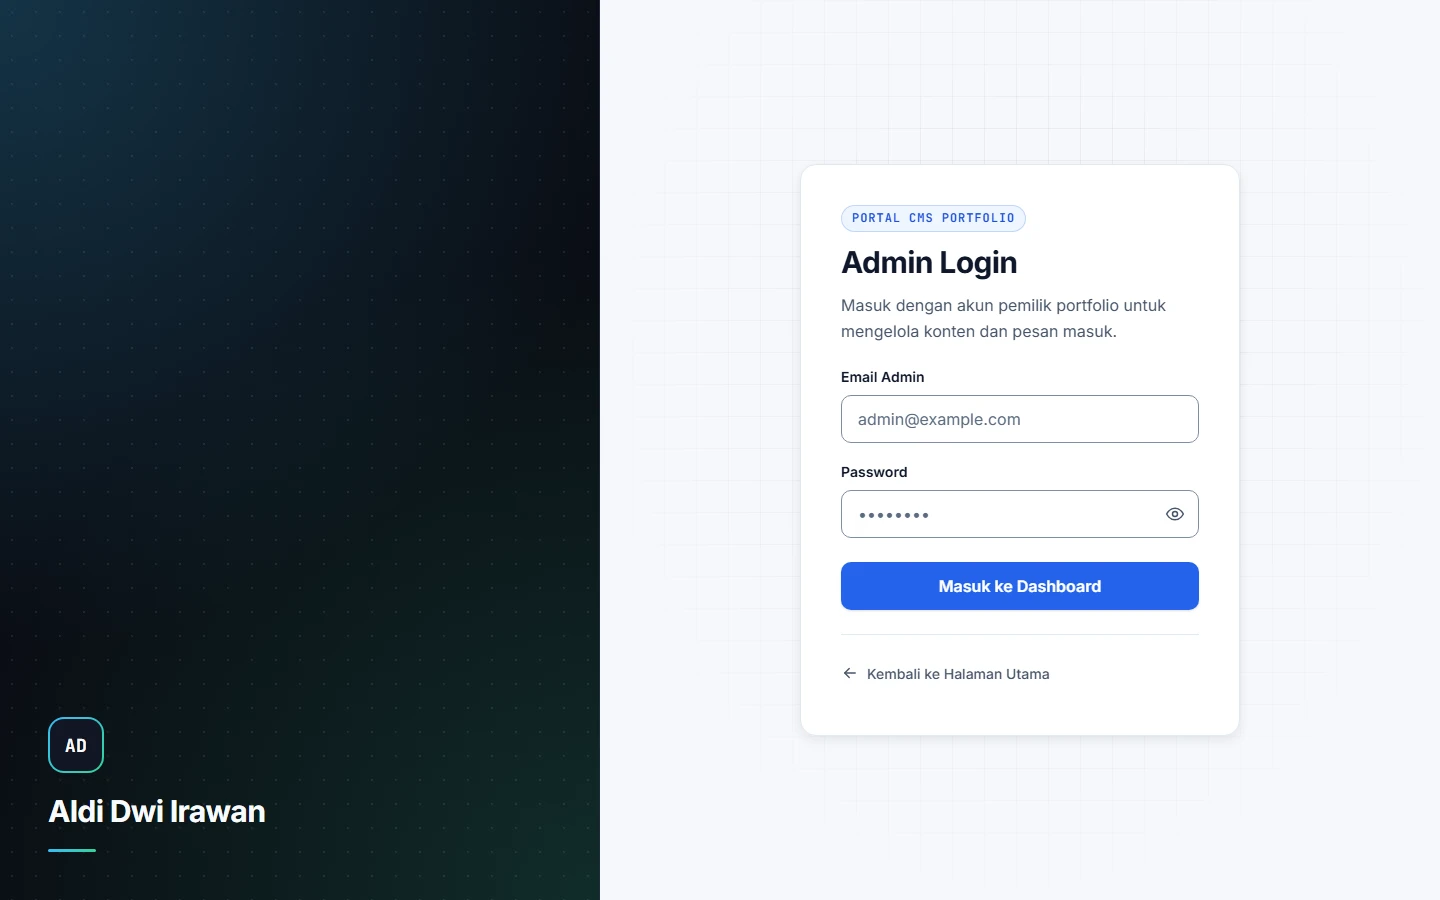 AD
Aldi Dwi Irawan
PORTAL CMS PORTFOLIO
Admin Login
Masuk dengan akun pemilik portfolio untuk
mengelola konten dan pesan masuk.
Email Admin
admin@example.com
Password
••••••••
Masuk ke Dashboard
← Kembali ke Halaman Utama